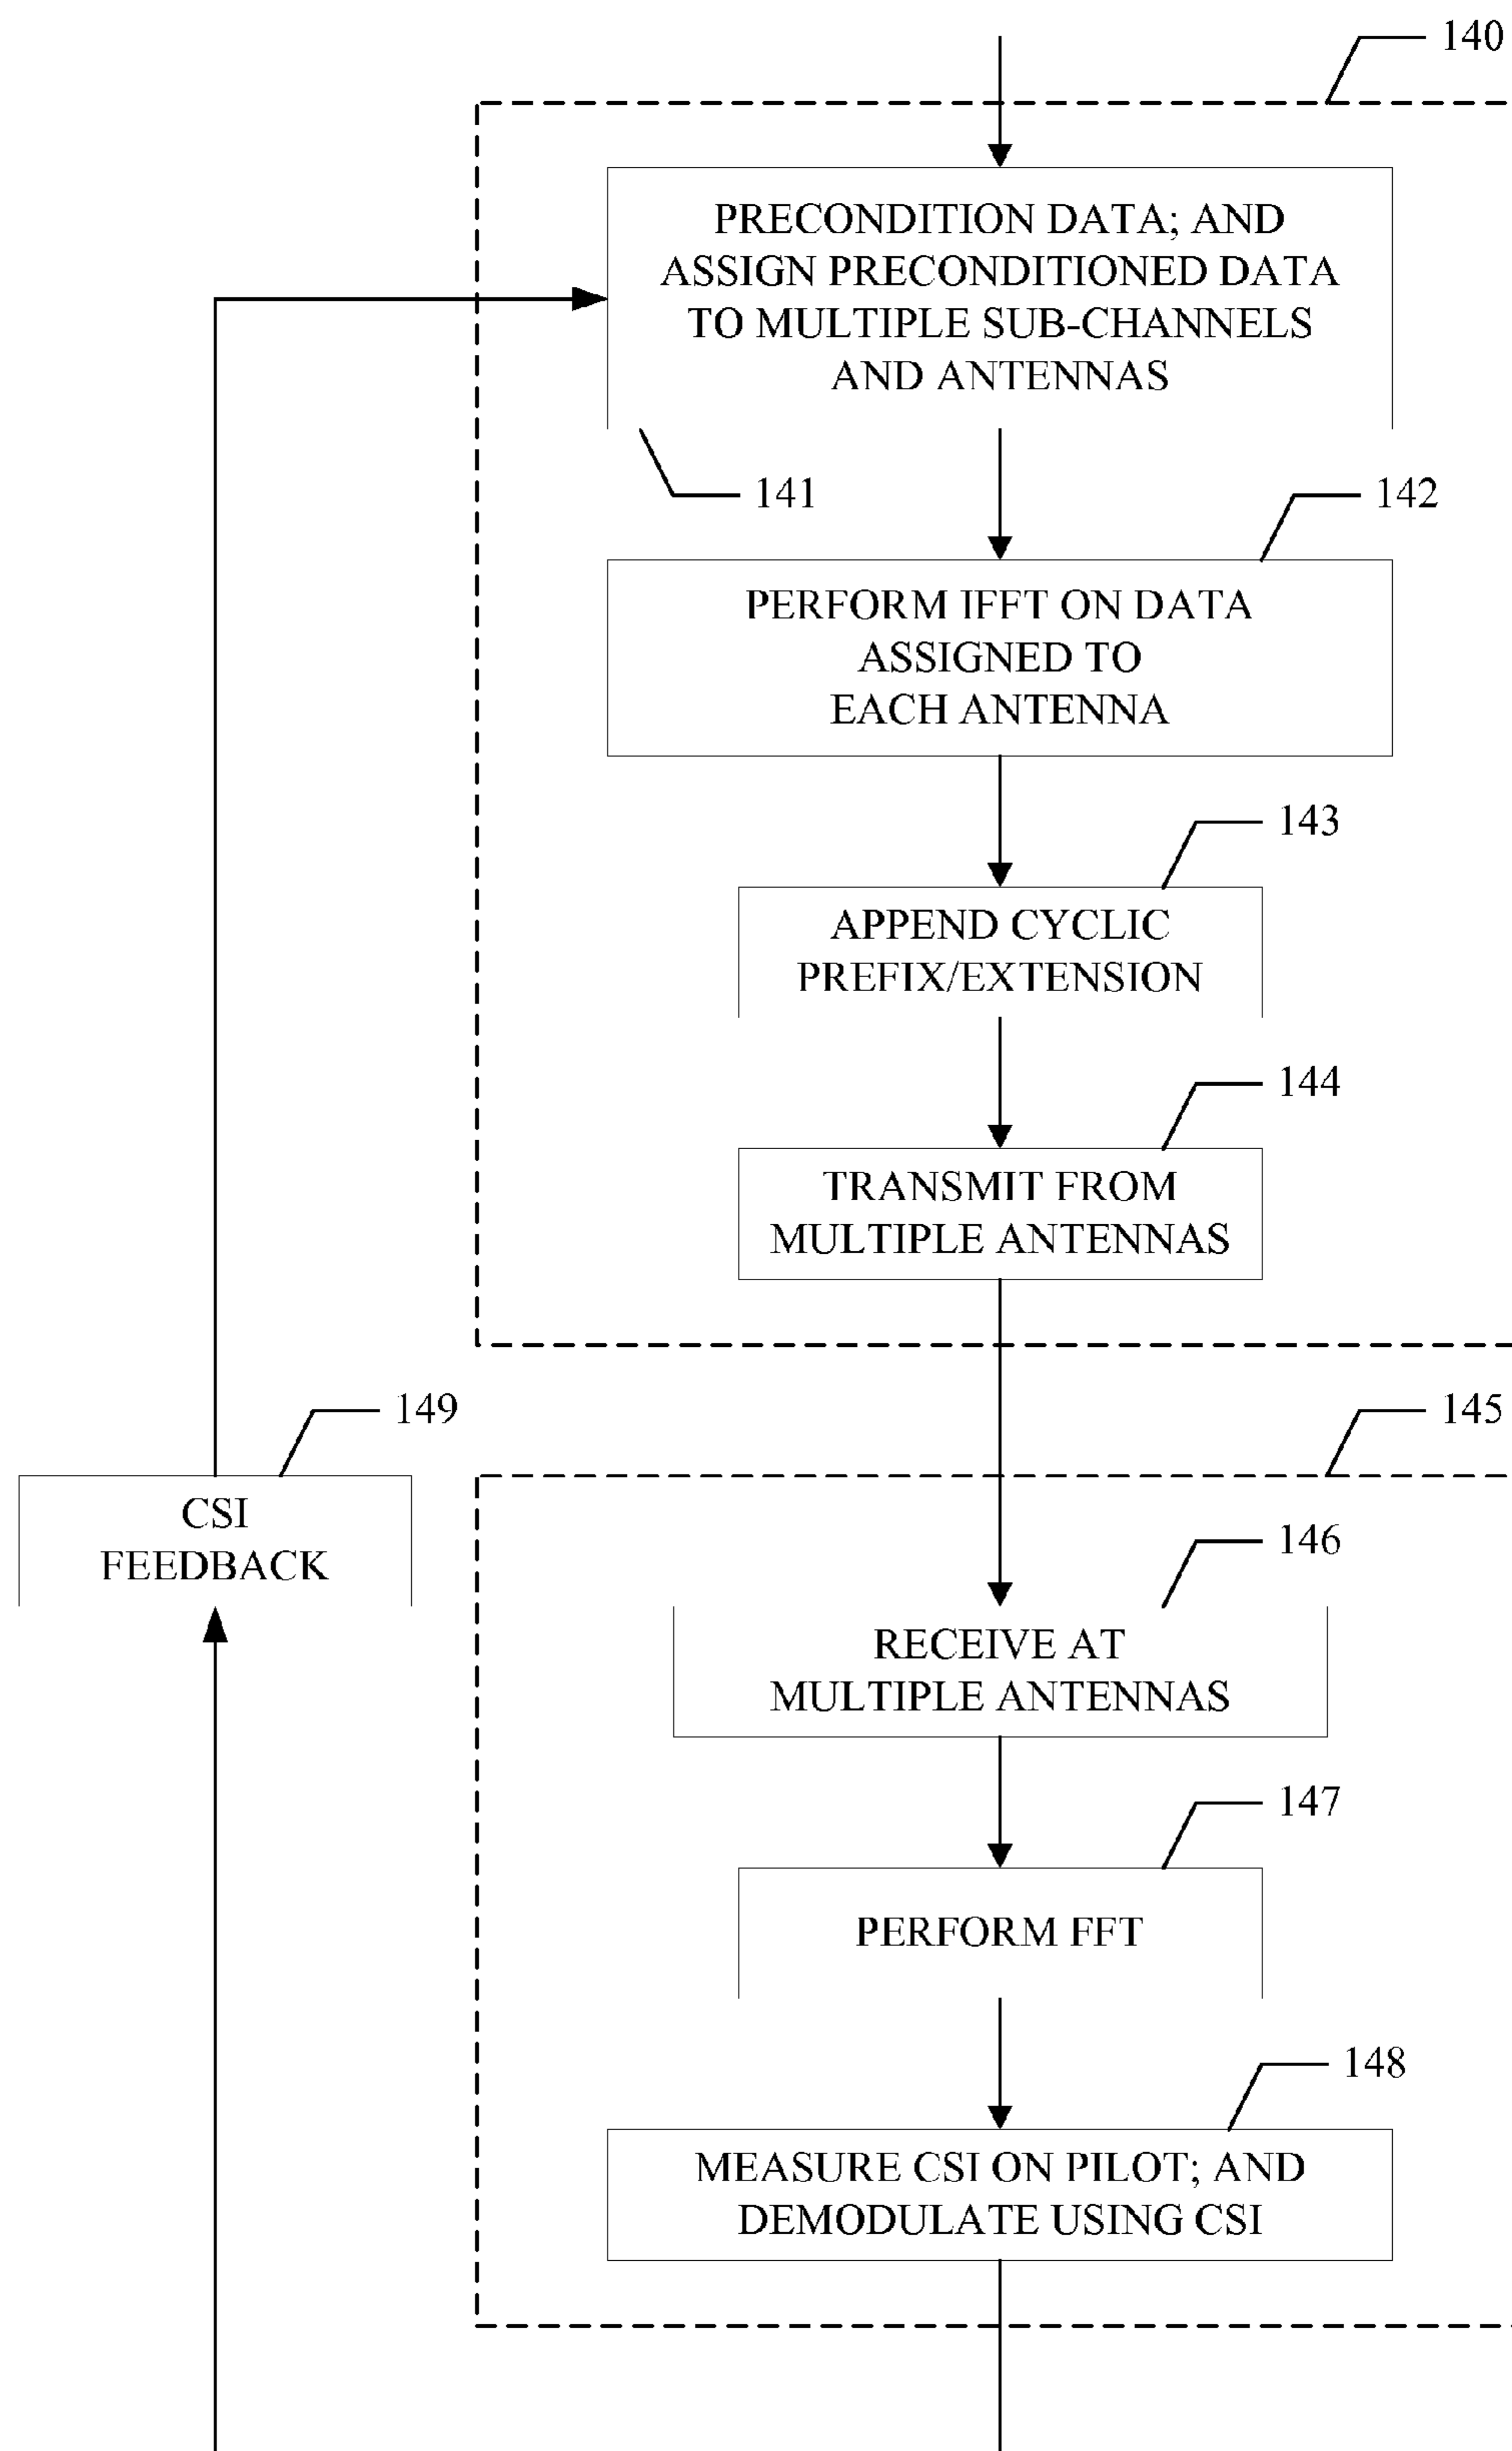 140
PRECONDITION DATA; AND
ASSIGN PRECONDITIONED DATA
TO MULTIPLE SUB-CHANNELS
AND ANTENNAS
141
142
PERFORM IFFT ON DATA
ASSIGNED TO
EACH ANTENNA
143
APPEND CYCLIC
PREFIX/EXTENSION
144
TRANSMIT FROM
MULTIPLE ANTENNAS
149
CSI
FEEDBACK
145
146
RECEIVE AT
MULTIPLE ANTENNAS
147
PERFORM FFT
148
MEASURE CSI ON PILOT; AND
DEMODULATE USING CSI